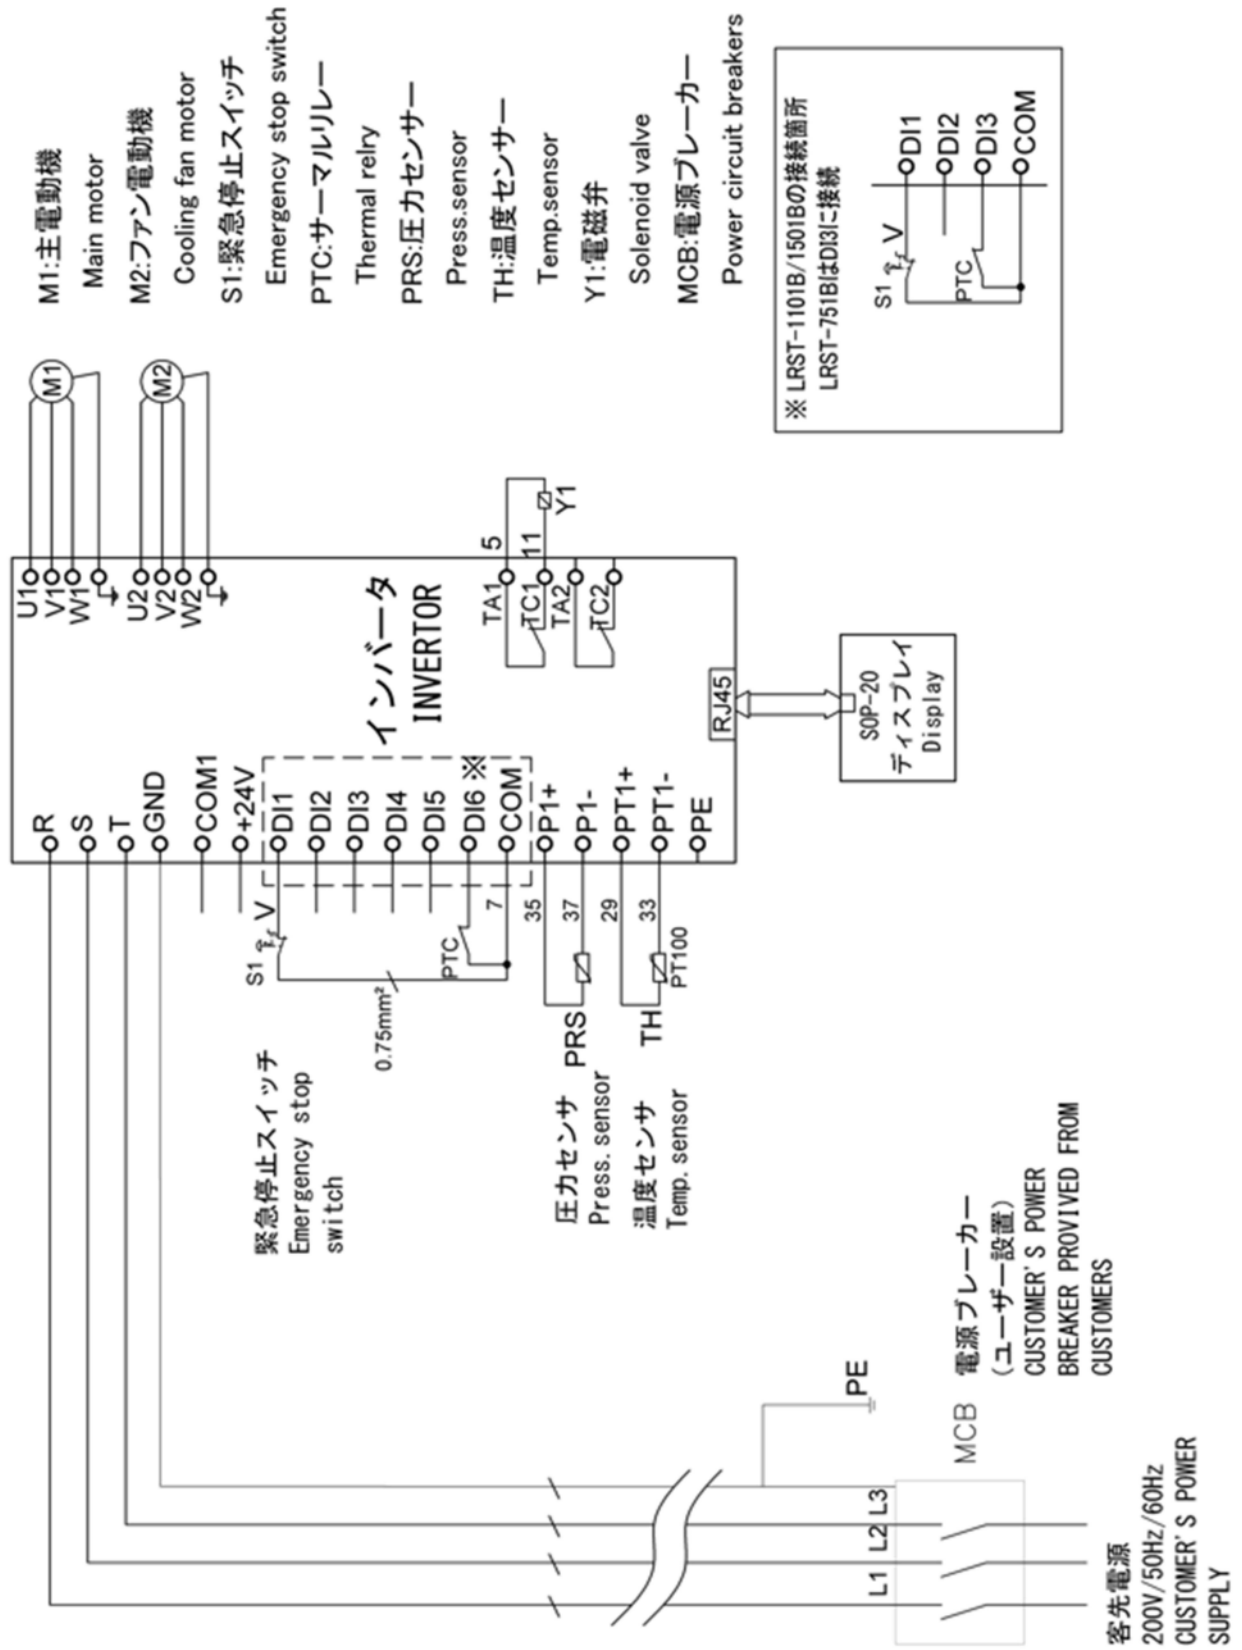 M1:主電動機
Main motor
M2:ファン電動機
Cooling fan motor
S1:緊急停止スイッチ
Emergency stop switch
PTC:サーマルリレー
Thermal relry
PRS:圧力センサー
Press.sensor
TH:温度センサー
Temp.sensor
Y1:電磁弁
Solenoid valve
MCB:電源ブレーカー
Power circuit breakers
※ LRST-1101B/1501Bの接続箇所
LRST-751BはDI3に接続
S1
V
PTC
DI1
DI2
DI3
COM
M1
M2
U1
V1
W1
U2
V2
W2
インバータ
INVERTOR
TA1
TC1
TA2
TC2
5
11
Y1
RJ45
SOP-20
ディスプレイ
Display
R
S
T
GND
COM1
+24V
DI1
DI2
DI3
DI4
DI5
DI6 ※
COM
P1+
P1-
PT1+
PT1-
PE
S1
V
PTC
7
35
37
29
33
0.75mm²
PRS
TH
PT100
緊急停止スイッチ
Emergency stop
switch
圧力センサ
Press. sensor
温度センサ
Temp. sensor
PE
MCB
電源ブレーカー
(ユーザー設置)
CUSTOMER'S POWER
BREAKER PROVIVED FROM
CUSTOMERS
L1
L2
L3
客先電源
200V/50Hz/60Hz
CUSTOMER'S POWER
SUPPLY